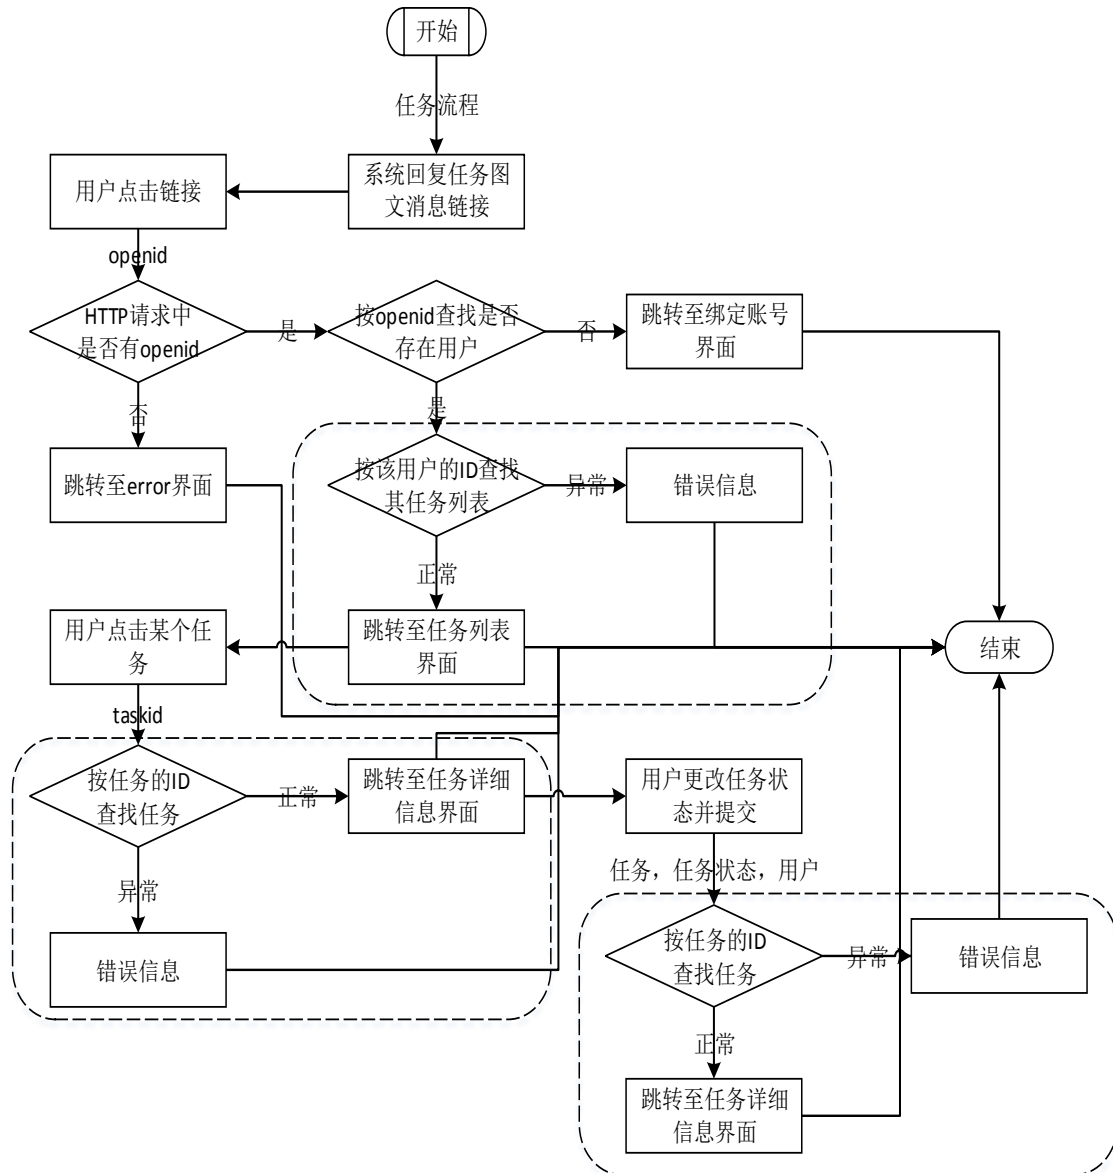 开始
任务流程
系统回复任务图
文消息链接
用户点击链接
openid
HTTP请求中
是否有openid
是
按openid查找是否
存在用户
否
跳转至绑定账号
界面
否
是
跳转至error界面
按该用户的ID查找
其任务列表
异常
错误信息
正常
用户点击某个任
务
跳转至任务列表
界面
结束
taskid
按任务的ID
查找任务
正常
跳转至任务详细
信息界面
用户更改任务状
态并提交
异常
任务，任务状态，用户
错误信息
按任务的ID
查找任务
异常
错误信息
正常
跳转至任务详细
信息界面